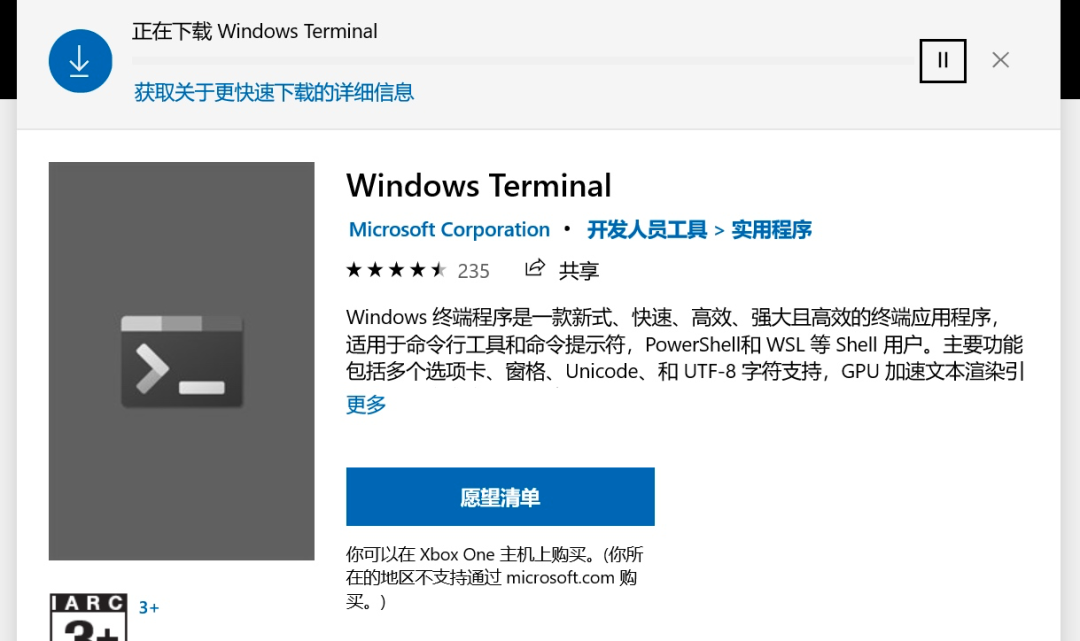 正在下载 Windows Terminal
获取关于更快速下载的详细信息
Windows Terminal
Microsoft Corporation • 开发人员工具 > 实用程序
235 共享
Windows 终端程序是一款新式、快速、高效、强大且高效的终端应用程序，
适用于命令行工具和命令提示符，PowerShell和 WSL 等 Shell 用户。主要功能
包括多个选项卡、窗格、Unicode、和 UTF-8 字符支持，GPU 加速文本渲染引
更多
愿望清单
你可以在 Xbox One 主机上购买。(你所
在的地区不支持通过 microsoft.com 购
买。)
IARC 3+
3+